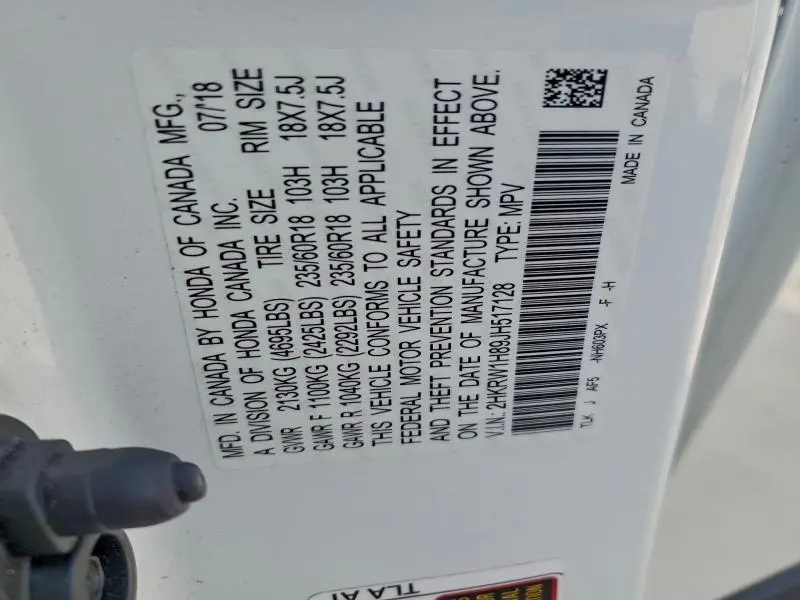 MFD. IN CANADA BY HONDA OF CANADA MFG.,
A DIVISION OF HONDA CANADA INC. 07/18
GVWR 2130KG (4695LBS) TIRE SIZE RIM SIZE
GAWR F 1100KG (2425LBS) 235/60R18 103H 18X7.5J
GAWR R 1040KG (2292LBS) 235/60R18 103H 18X7.5J
THIS VEHICLE CONFORMS TO ALL APPLICABLE
FEDERAL MOTOR VEHICLE SAFETY
AND THEFT PREVENTION STANDARDS IN EFFECT
ON THE DATE OF MANUFACTURE SHOWN ABOVE.
V.I.N.: 2HKRW1H89JH517128 TYPE: MPV
TLK J AF5 -NH603PX -F -H
MADE IN CANADA
TLA